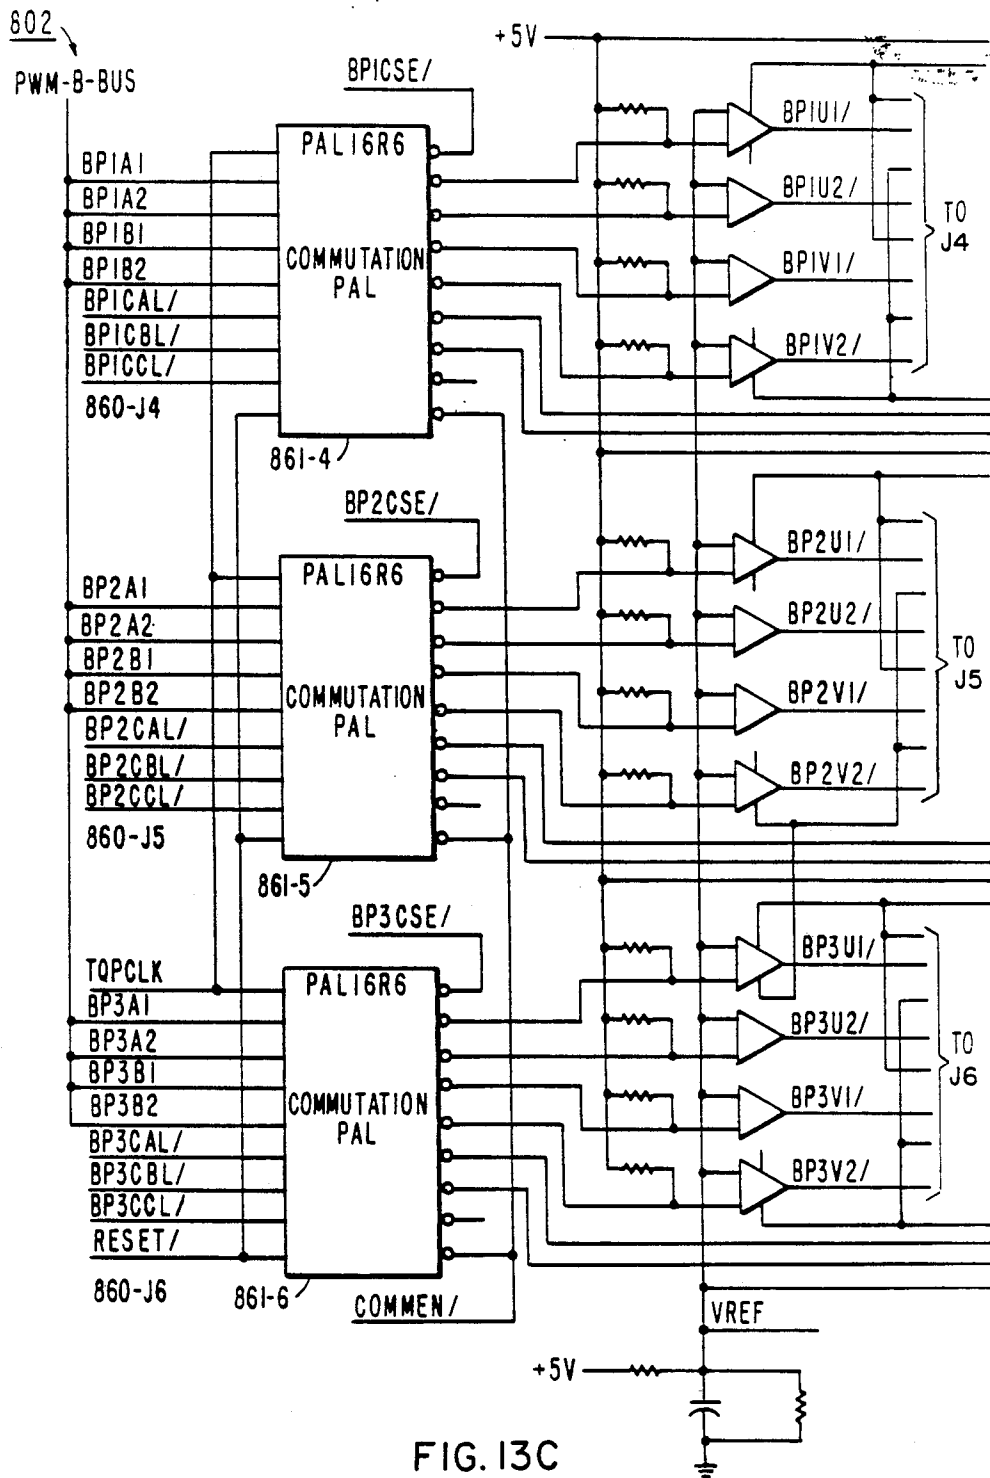 802
PWM-B-BUS
+5V
BP1CSE/
PAL16R6
COMMUTATION
PAL
BP1A1
BP1A2
BP1B1
BP1B2
BP1CAL/
BP1CBL/
BP1CCL/
860-J4
861-4
BP1U1/
BP1U2/
BP1V1/
BP1V2/
TO
J4
BP2CSE/
PAL16R6
COMMUTATION
PAL
BP2A1
BP2A2
BP2B1
BP2B2
BP2CAL/
BP2CBL/
BP2CCL/
860-J5
861-5
BP2U1/
BP2U2/
BP2V1/
BP2V2/
TO
J5
BP3CSE/
PAL16R6
COMMUTATION
PAL
TQPCLK
BP3A1
BP3A2
BP3B1
BP3B2
BP3CAL/
BP3CBL/
BP3CCL/
RESET/
860-J6
861-6
COMMEN/
BP3U1/
BP3U2/
BP3V1/
BP3V2/
TO
J6
VREF
+5V
FIG. 13C